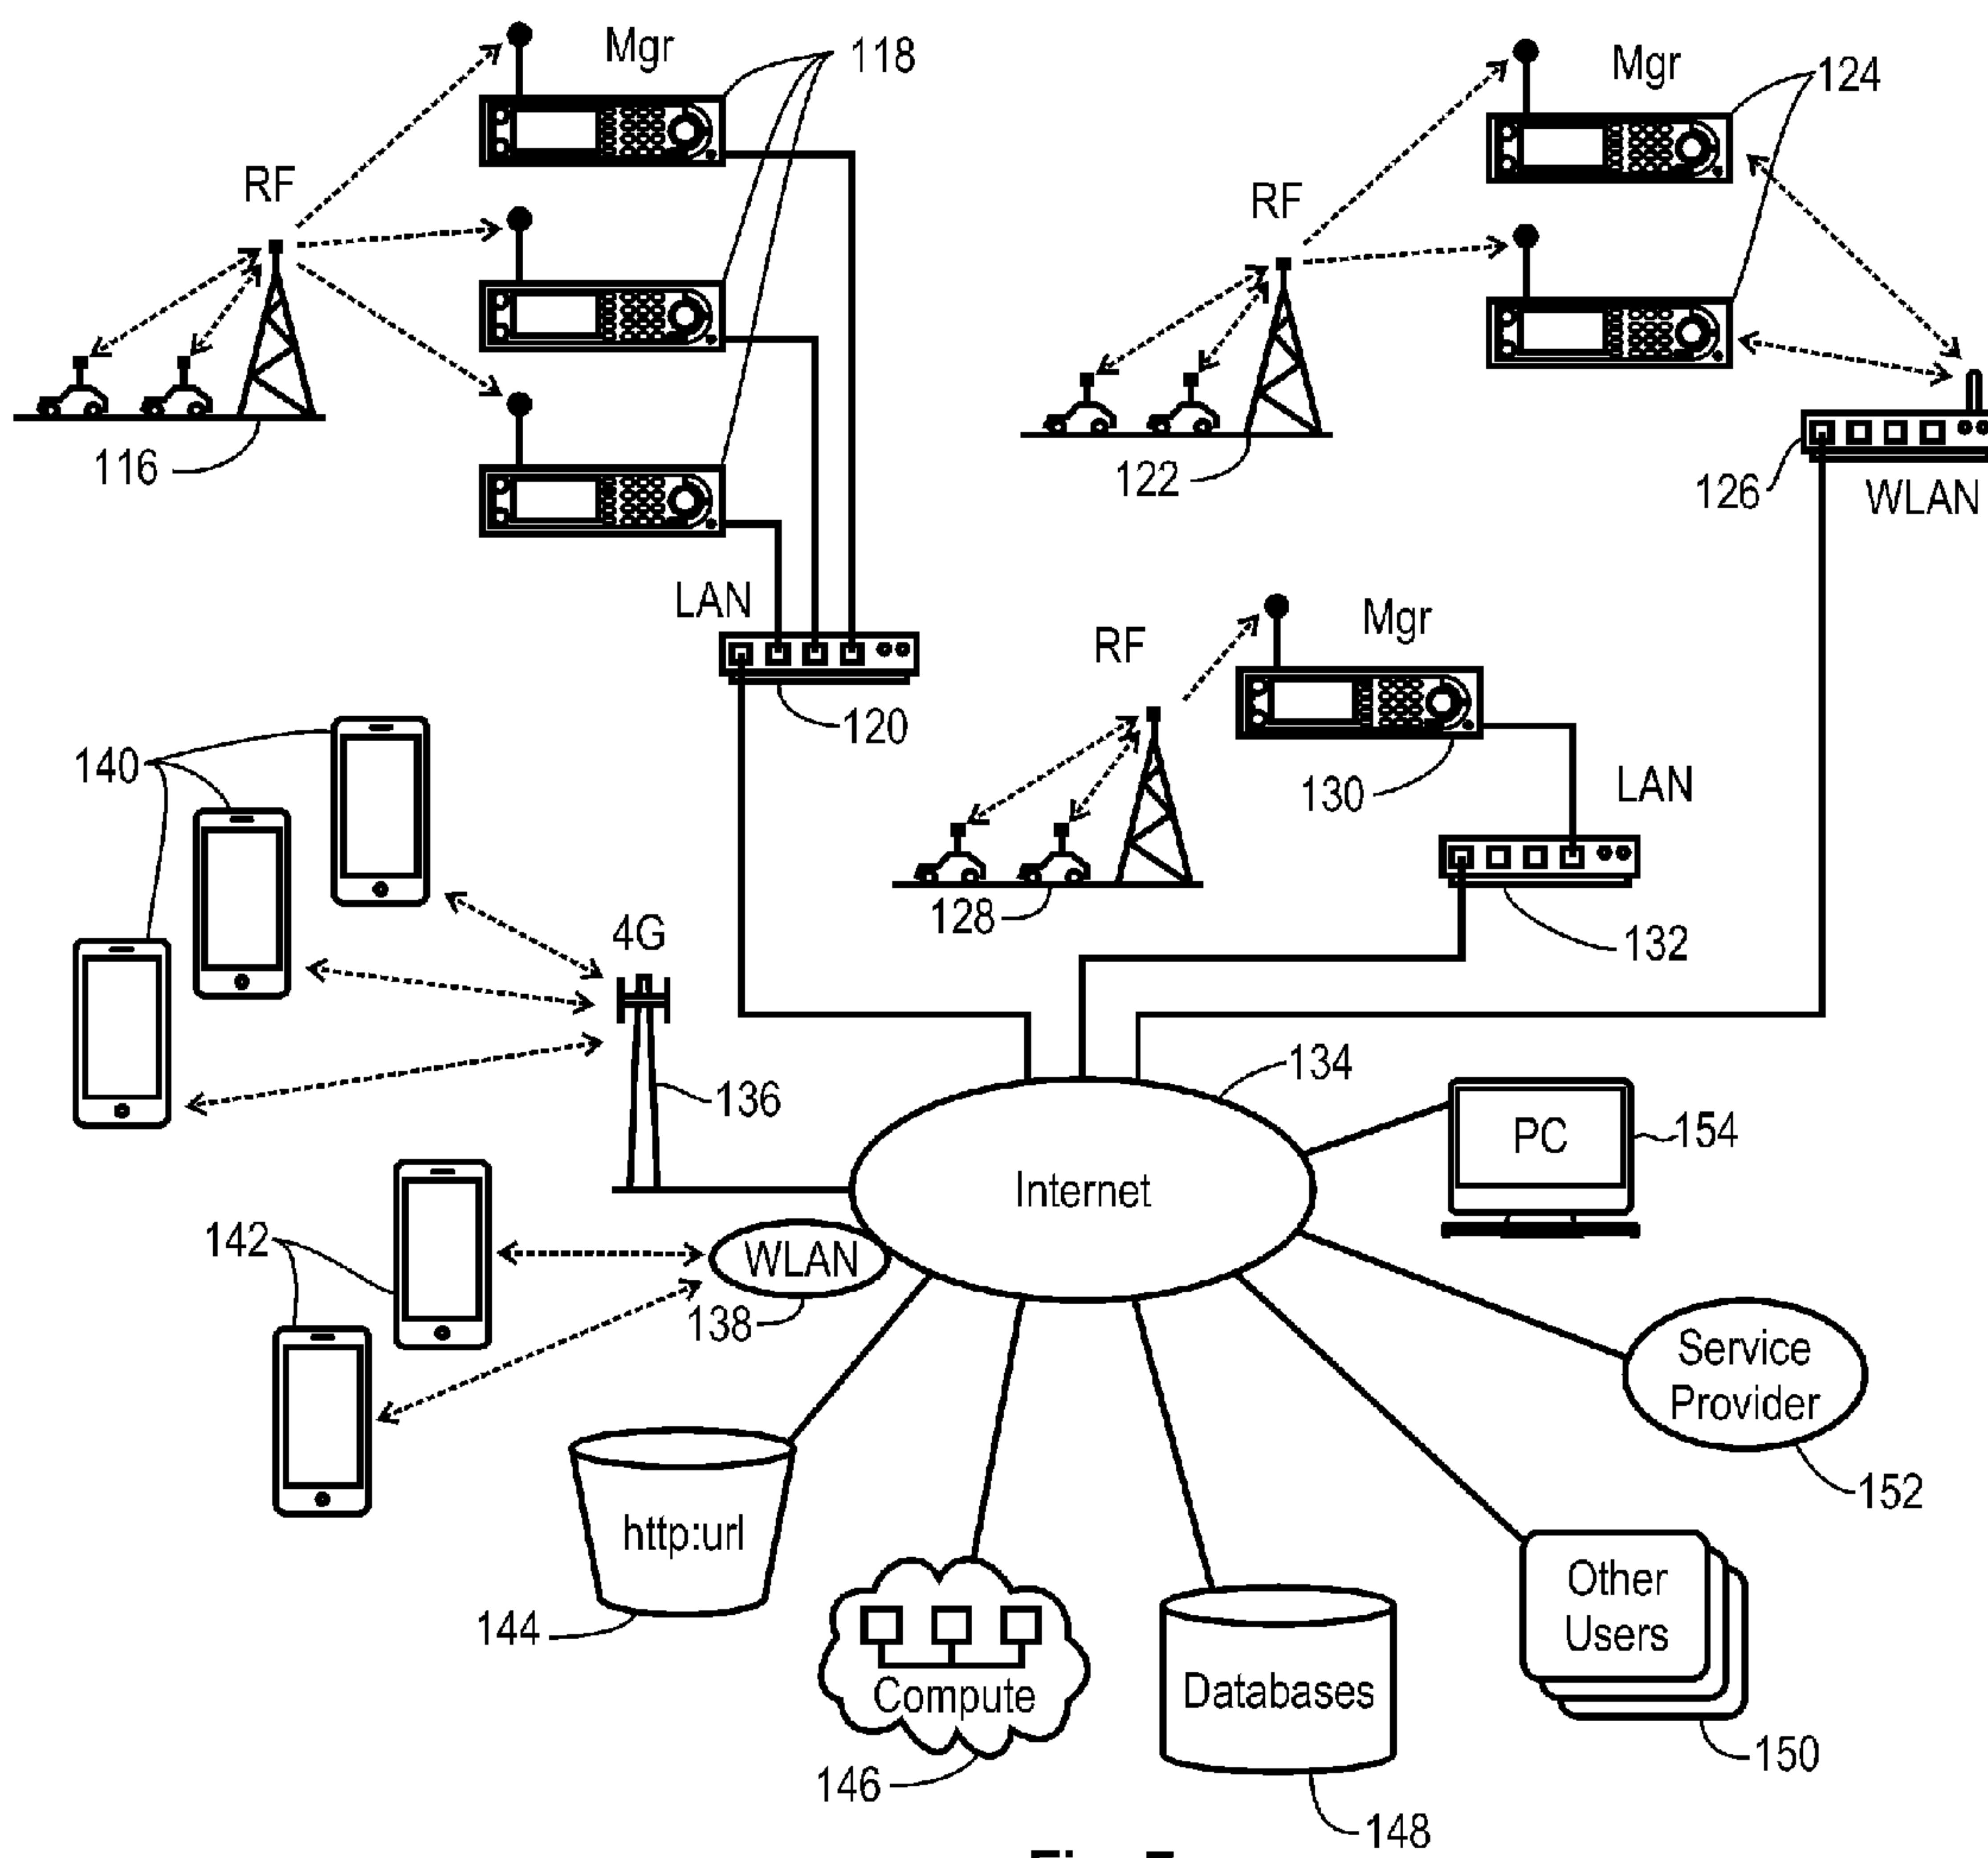 Mgr
118
Mgr
124
RF
RF
116
122
126
WLAN
LAN
Mgr
RF
120
140
130
LAN
128
4G
132
134
136
PC
154
Internet
142
WLAN
138
Service
Provider
152
http:url
144
Other
Users
Compute
Databases
146
150
148